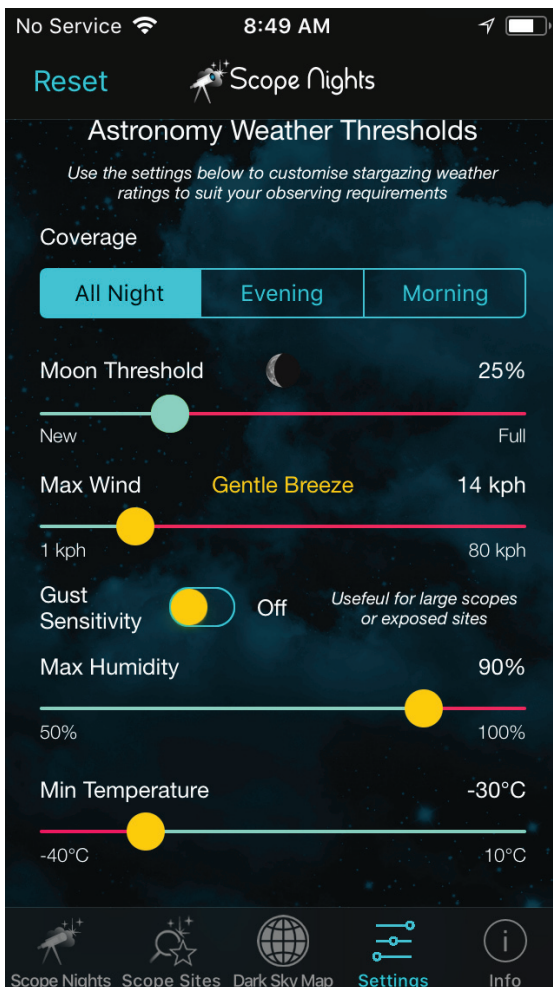 No Service 8:49 AM
Reset Scope Nights
Astronomy Weather Thresholds
Use the settings below to customise stargazing weather
ratings to suit your observing requirements
Coverage
All Night Evening Morning
Moon Threshold 25%
New Full
Max Wind Gentle Breeze 14 kph
1 kph 80 kph
Gust
Sensitivity Off Usefeul for large scopes
or exposed sites
Max Humidity 90%
50% 100%
Min Temperature -30°C
-40°C 10°C
Scope Nights Scope Sites Dark Sky Map Settings Info